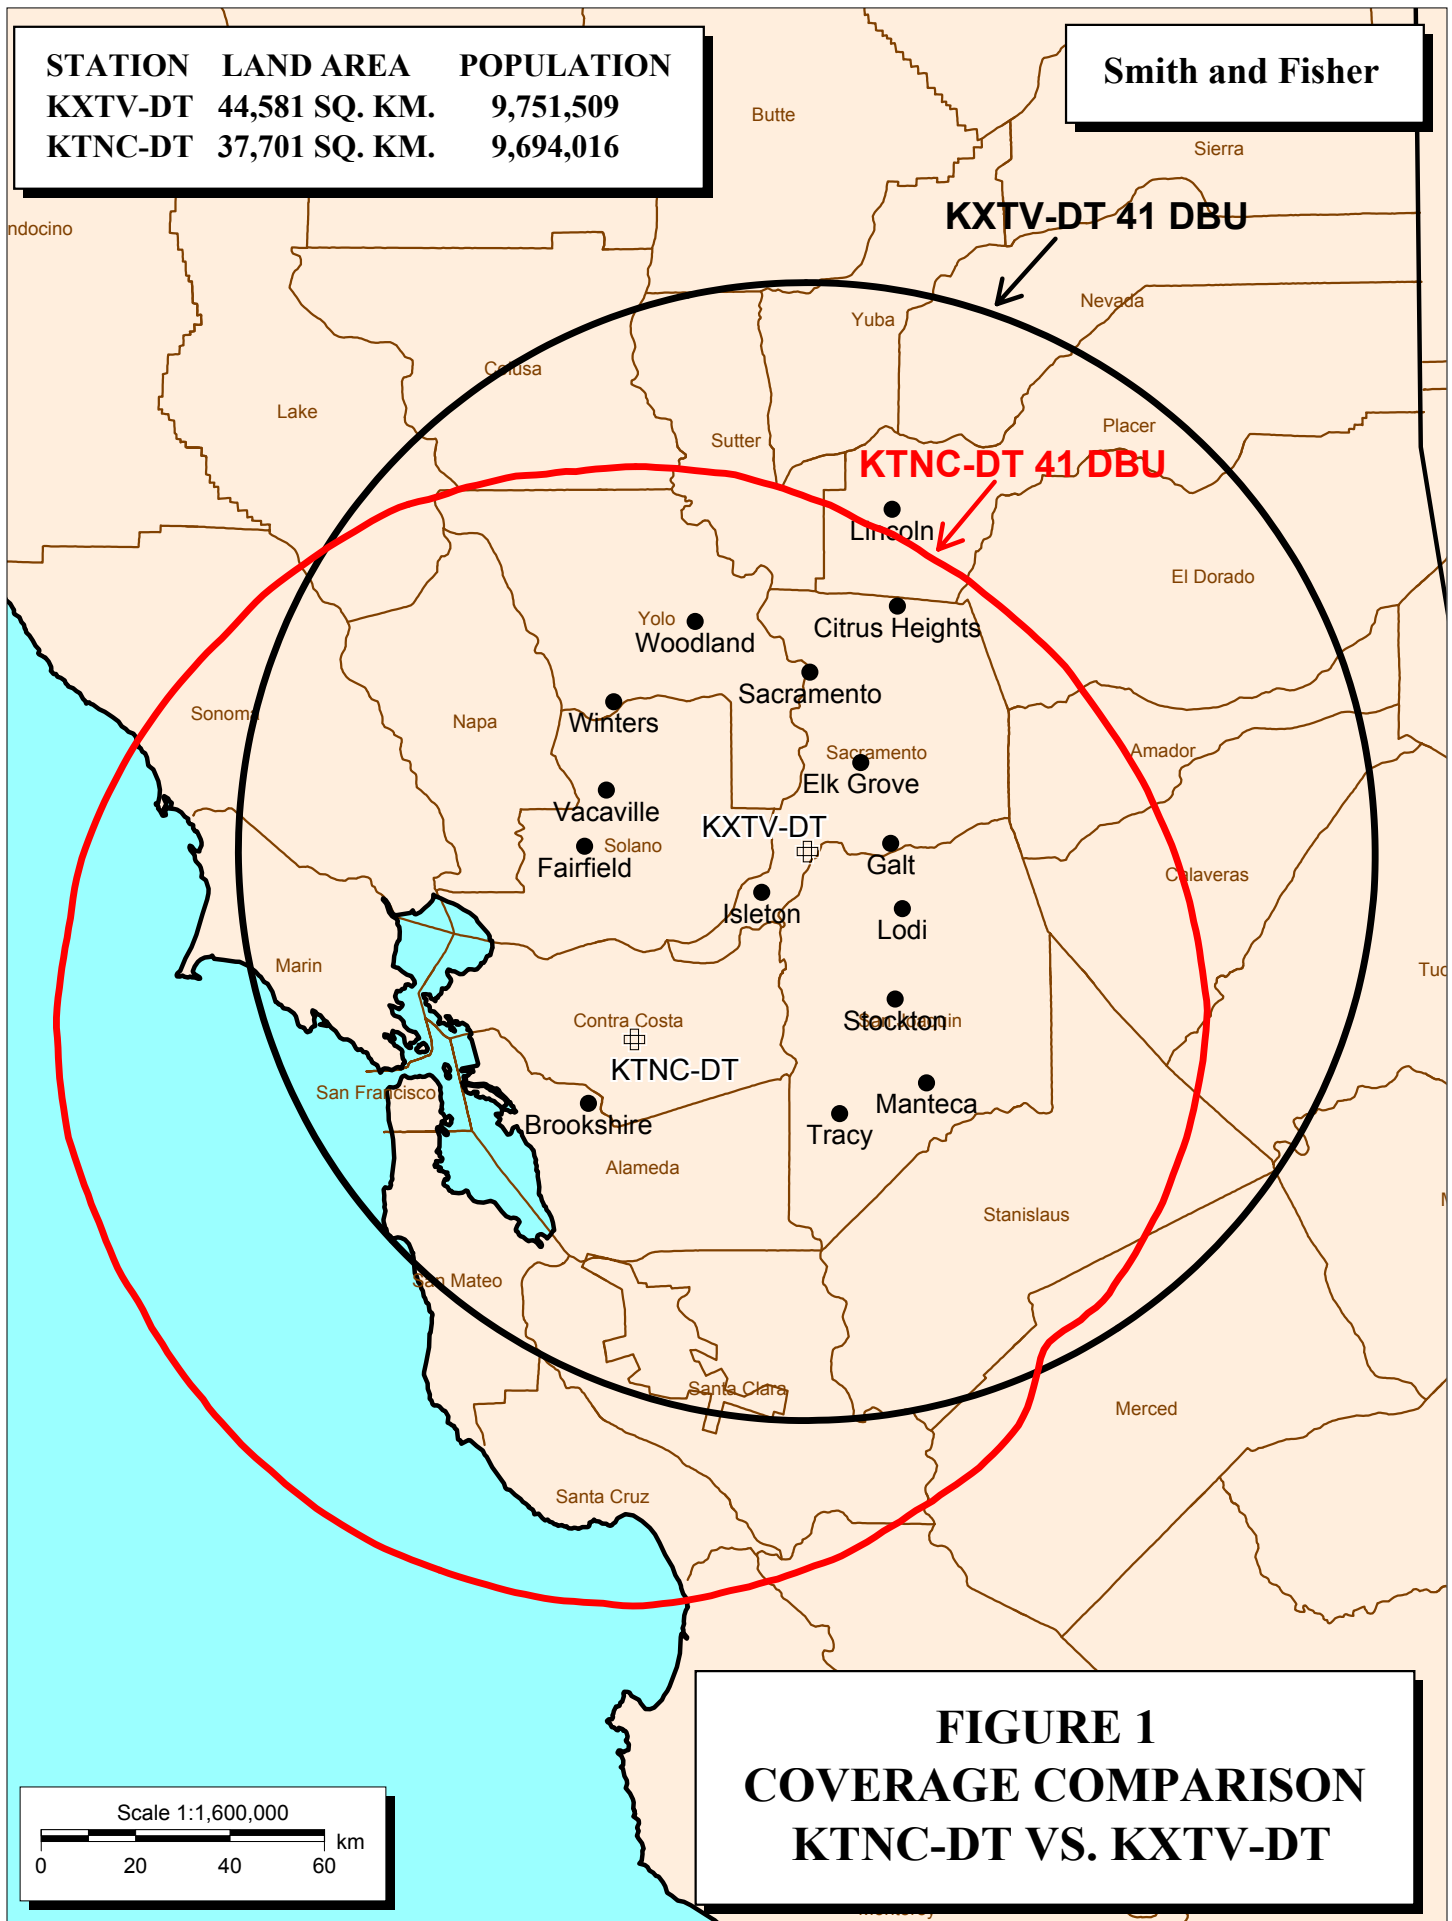 STATION LAND AREA POPULATION
KXTV-DT 44,581 SQ. KM. 9,751,509
KTNC-DT 37,701 SQ. KM. 9,694,016
Smith and Fisher
Butte
Sierra
KXTV-DT 41 DBU
ndocino
Nevada
Yuba
Colusa
Lake
Placer
Sutter
KTNC-DT 41 DBU
Lincoln
El Dorado
Yolo
Woodland
Citrus Heights
Sacramento
Sonoma
Napa
Winters
Sacramento
Amador
Elk Grove
Vacaville
KXTV-DT
Solano
Fairfield
Galt
Calaveras
Isleton
Lodi
Marin
Tuo
Contra Costa
San Joaquin
Stockton
KTNC-DT
San Francisco
Manteca
Brookshire
Tracy
Alameda
Stanislaus
San Mateo
Santa Clara
Merced
Santa Cruz
FIGURE 1
COVERAGE COMPARISON
KTNC-DT VS. KXTV-DT
Scale 1:1,600,000
km
0 20 40 60